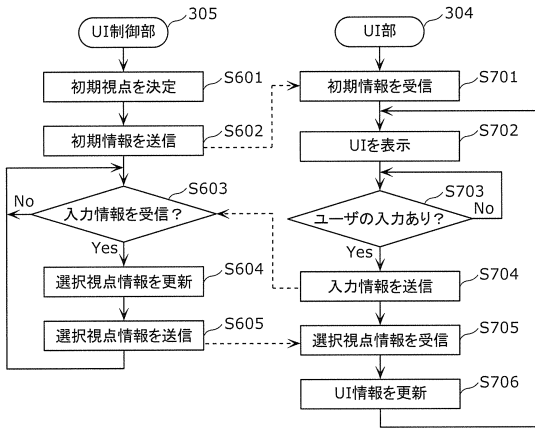 305
UI制御部
S601
初期視点を決定
S602
初期情報を送信
S603
No
入力情報を受信？
Yes
S604
選択視点情報を更新
S605
選択視点情報を送信
304
UI部
S701
初期情報を受信
S702
UIを表示
S703
ユーザの入力あり？
No
Yes
S704
入力情報を送信
S705
選択視点情報を受信
S706
UI情報を更新